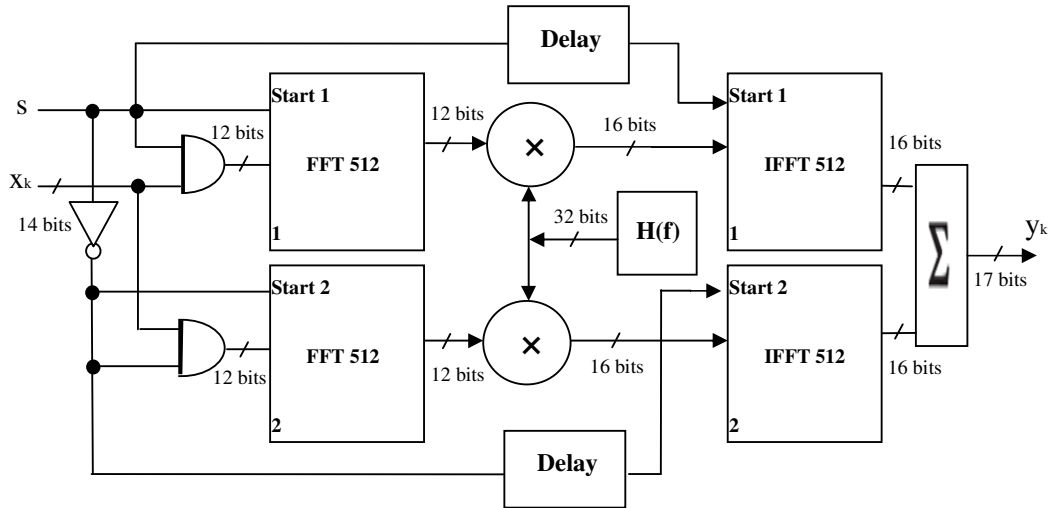 Delay
S
Start 1
12 bits
FFT 512
1
12 bits
×
16 bits
Start 1
IFFT 512
1
16 bits
Xk
14 bits
32 bits
H(f)
Σ
yk
17 bits
Start 2
12 bits
FFT 512
2
12 bits
×
16 bits
Start 2
IFFT 512
2
16 bits
Delay